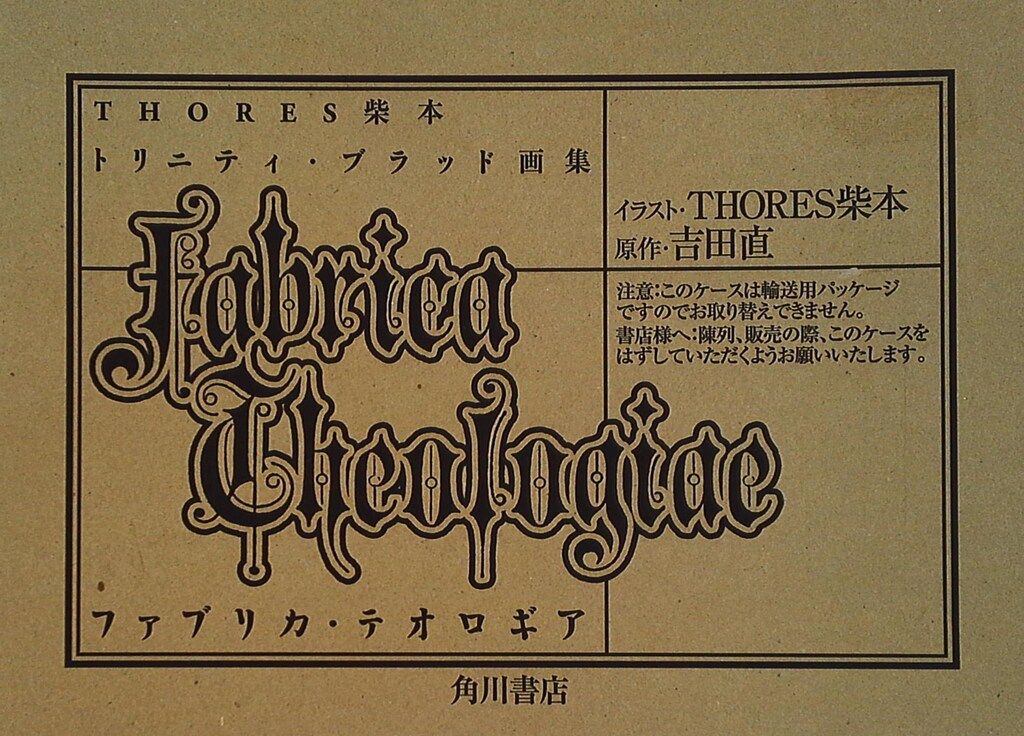 THORES柴本
トリニティ・ブラッド画集
Fabrica
Theologiae
ファブリカ・テオロギア
イラスト・THORES柴本
原作・吉田直
注意:このケースは輸送用パッケージ
ですのでお取り替えできません。
書店様へ:陳列、販売の際、このケースを
はずしていただくようお願いいたします。
角川書店